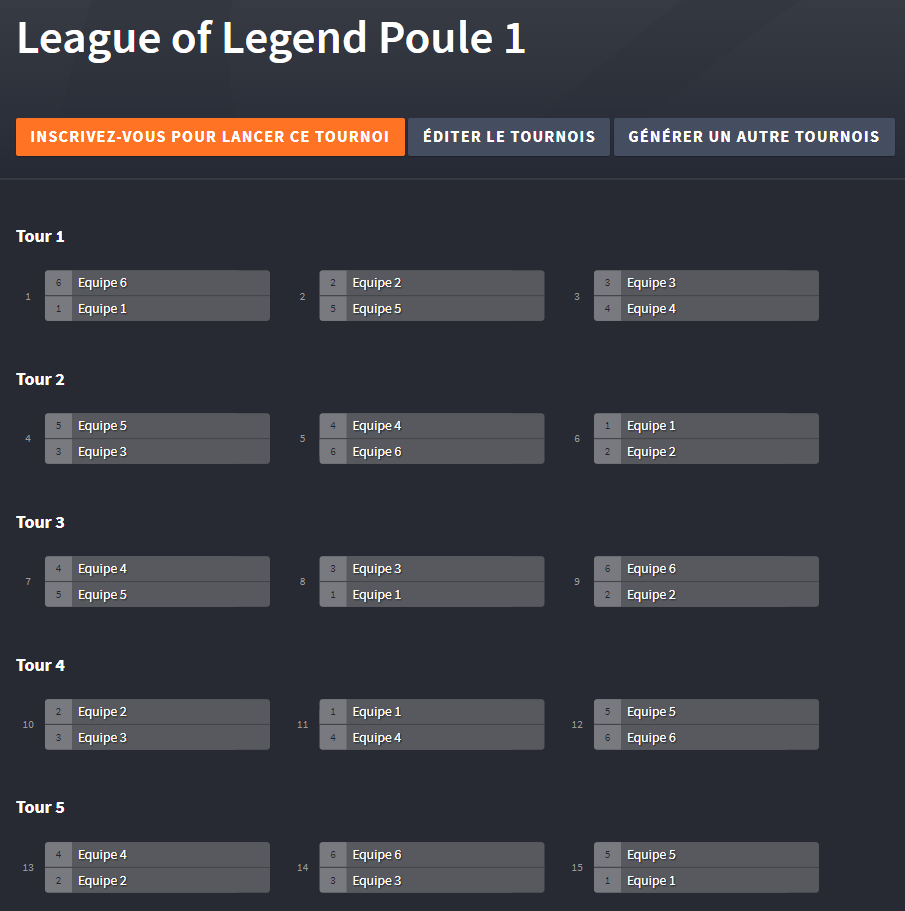 League of Legend Poule 1
INSCRIVEZ-VOUS POUR LANCER CE TOURNOI
ÉDITER LE TOURNOIS
GÉNÉRER UN AUTRE TOURNOIS
Tour 1
1
6 Equipe 6
1 Equipe 1
2
2 Equipe 2
5 Equipe 5
3
3 Equipe 3
4 Equipe 4
Tour 2
4
5 Equipe 5
3 Equipe 3
5
4 Equipe 4
6 Equipe 6
6
1 Equipe 1
2 Equipe 2
Tour 3
7
4 Equipe 4
5 Equipe 5
8
3 Equipe 3
1 Equipe 1
9
6 Equipe 6
2 Equipe 2
Tour 4
10
2 Equipe 2
3 Equipe 3
11
1 Equipe 1
4 Equipe 4
12
5 Equipe 5
6 Equipe 6
Tour 5
13
4 Equipe 4
2 Equipe 2
14
6 Equipe 6
3 Equipe 3
15
5 Equipe 5
1 Equipe 1